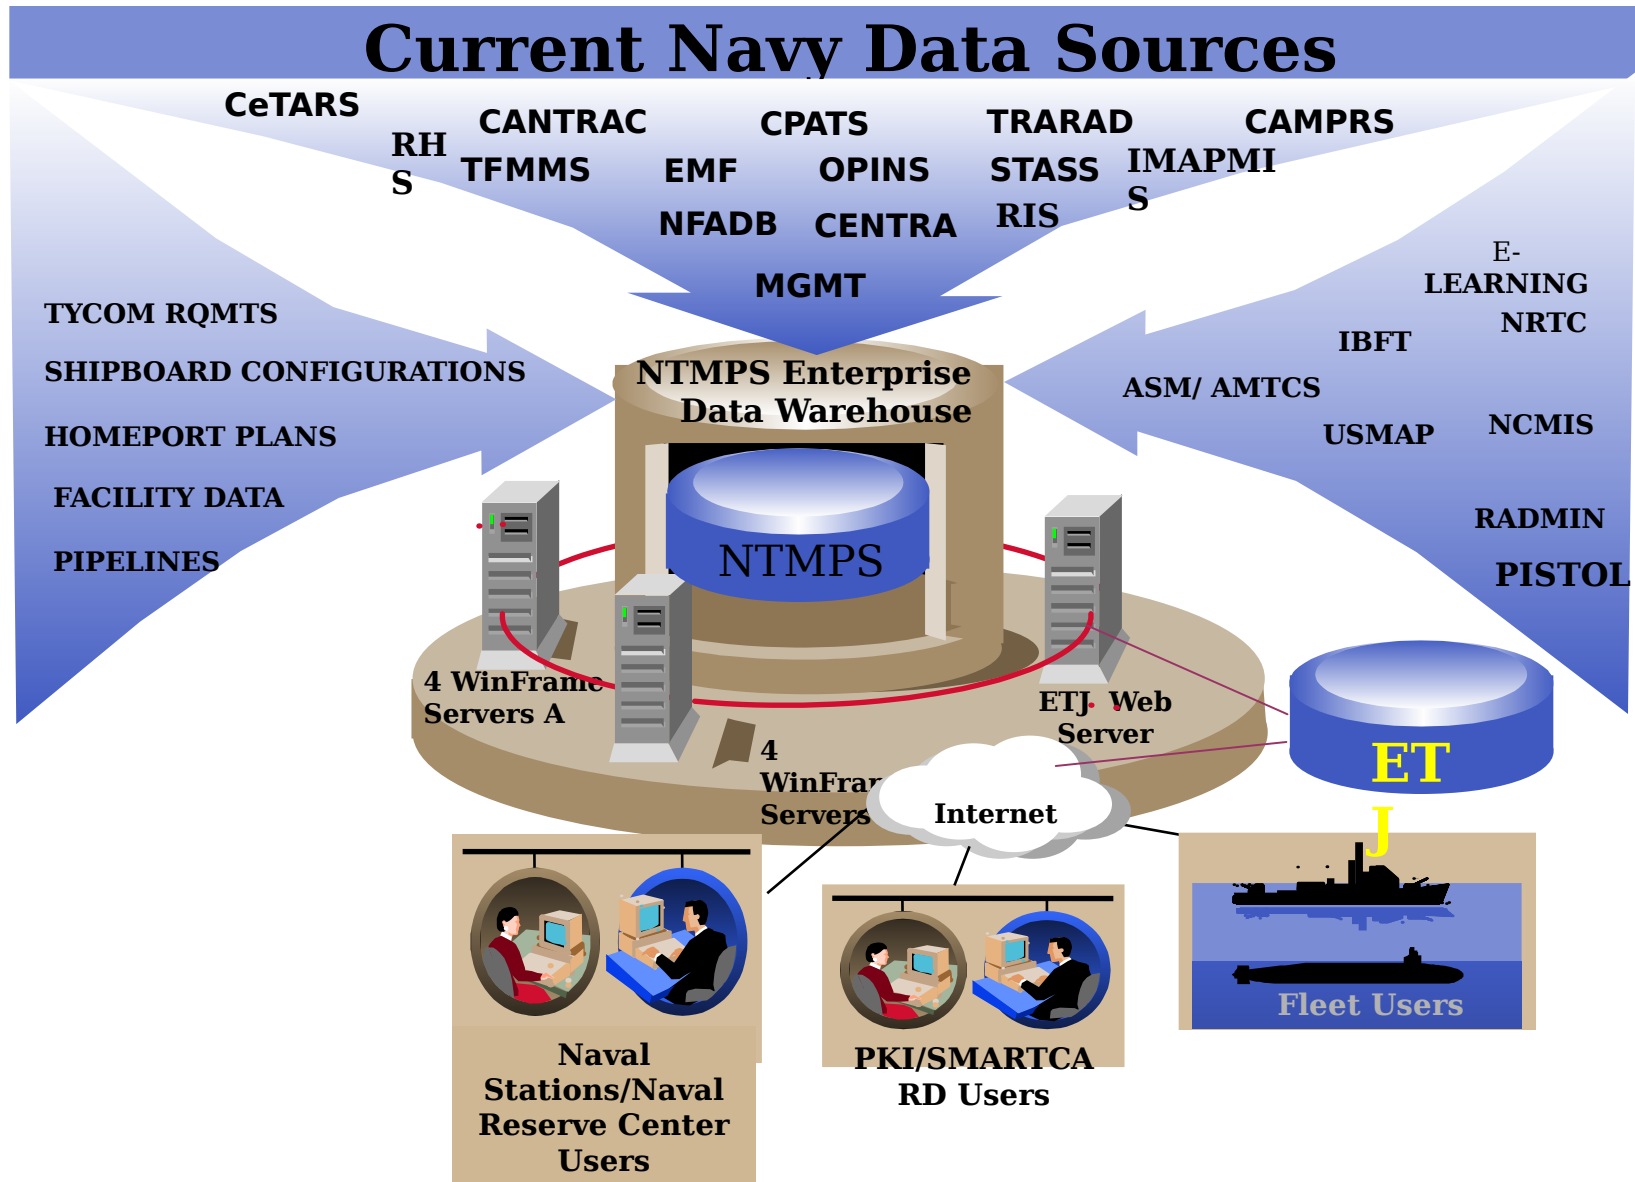 Current Navy Data Sources
CeTARS
CANTRAC
CPATS
TRARAD
CAMPRS
RH
S
TFMMS
EMF
OPINS
STASS
IMAPMI
S
NFADB
CENTRA
RIS
MGMT
E-
LEARNING
NRTC
IBFT
ASM/ AMTCS
USMAP
NCMIS
RADMIN
PISTOL
TYCOM RQMTS
SHIPBOARD CONFIGURATIONS
HOMEPORT PLANS
FACILITY DATA
PIPELINES
NTMPS Enterprise
Data Warehouse
NTMPS
4 WinFrame
Servers A
4
WinFra
Servers
ETJ Web
Server
Internet
ET
J
Naval
Stations/Naval
Reserve Center
Users
PKI/SMARTCA
RD Users
Fleet Users